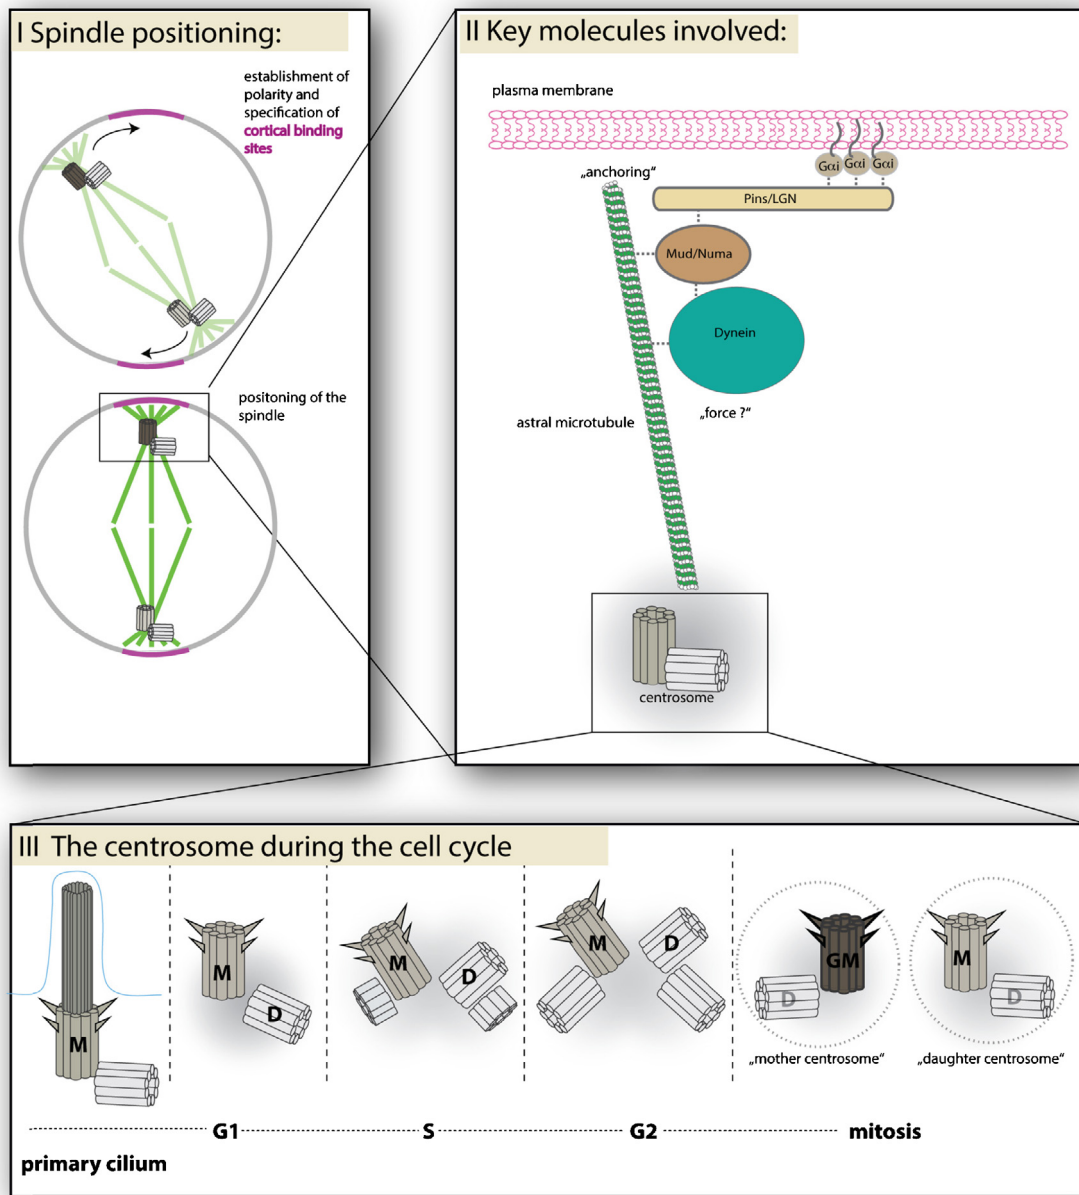 I Spindle positioning:
establishment of
polarity and
specification of
cortical binding
sites
positoning of the
spindle
II Key molecules involved:
plasma membrane
„anchoring“
Gαi
Gαi
Gαi
Pins/LGN
Mud/Numa
Dynein
astral microtubule
„force ?“
centrosome
III The centrosome during the cell cycle
M
M
D
M
D
M
D
D
GM
M
D
„mother centrosome“
„daughter centrosome“
G1
S
G2
mitosis
primary cilium